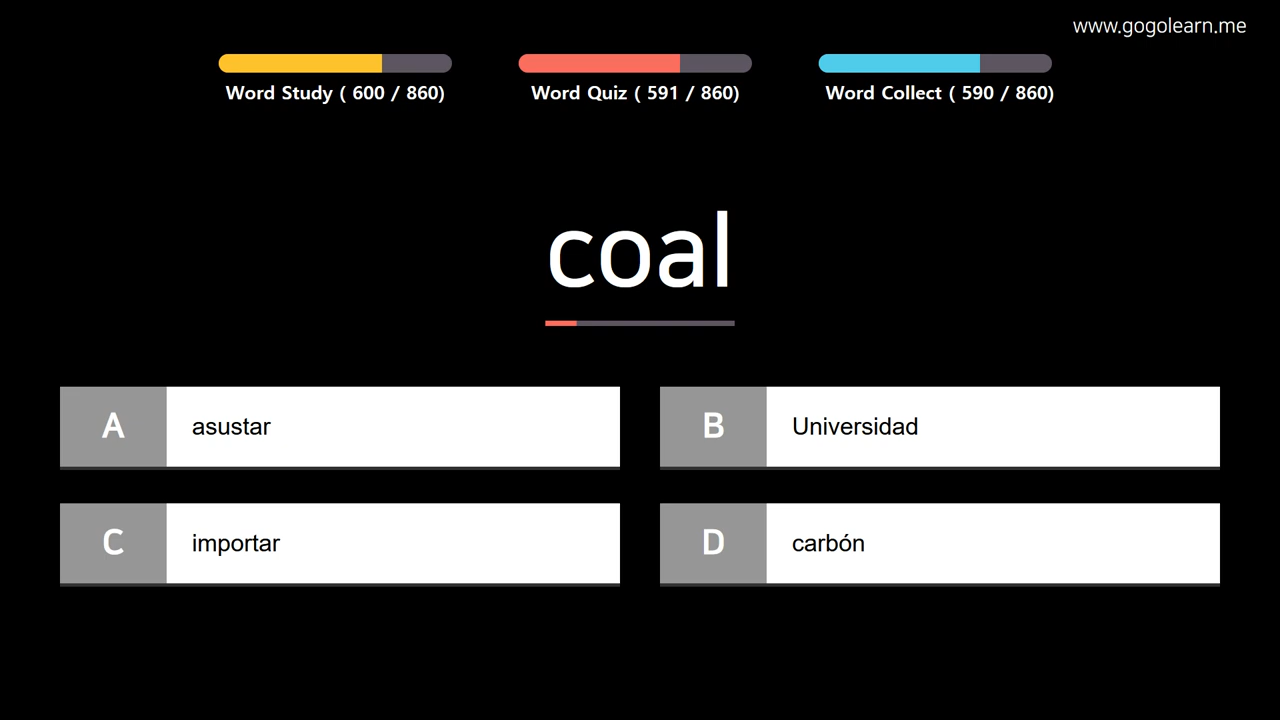 www.gogolearn.me
Word Study ( 600 / 860)
Word Quiz ( 591 / 860)
Word Collect ( 590 / 860)
coal
A asustar
B Universidad
C importar
D carbón